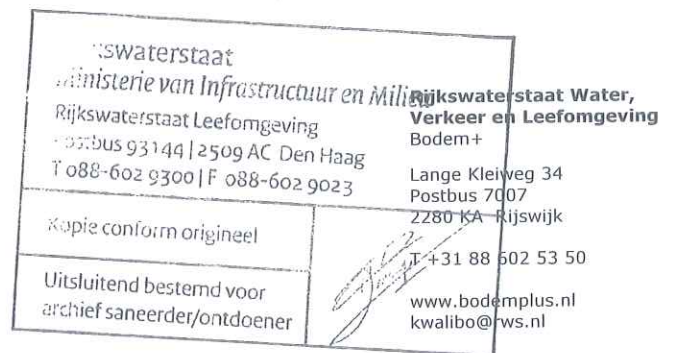 swaterstaat
Ministerie van Infrastructuur en Milieu
Rijkswaterstaat Leefomgeving
Postbus 93144 | 2509 AC Den Haag
T 088-602 9300 | F 088-602 9023
Kopie conform origineel
Uitsluitend bestemd voor
archief saneerder/ontdoener
Rijkswaterstaat Water,
Verkeer en Leefomgeving
Bodem+
Lange Kleiweg 34
Postbus 7007
2280 KA Rijswijk
T +31 88 602 53 50
www.bodemplus.nl
kwalibo@rws.nl